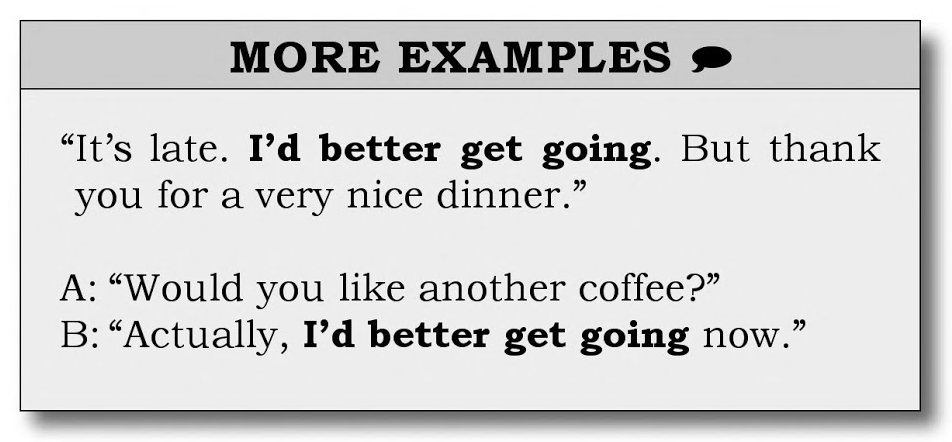 MORE EXAMPLES
“It’s late. I’d better get going. But thank
you for a very nice dinner.”
A: “Would you like another coffee?”
B: “Actually, I’d better get going now.”